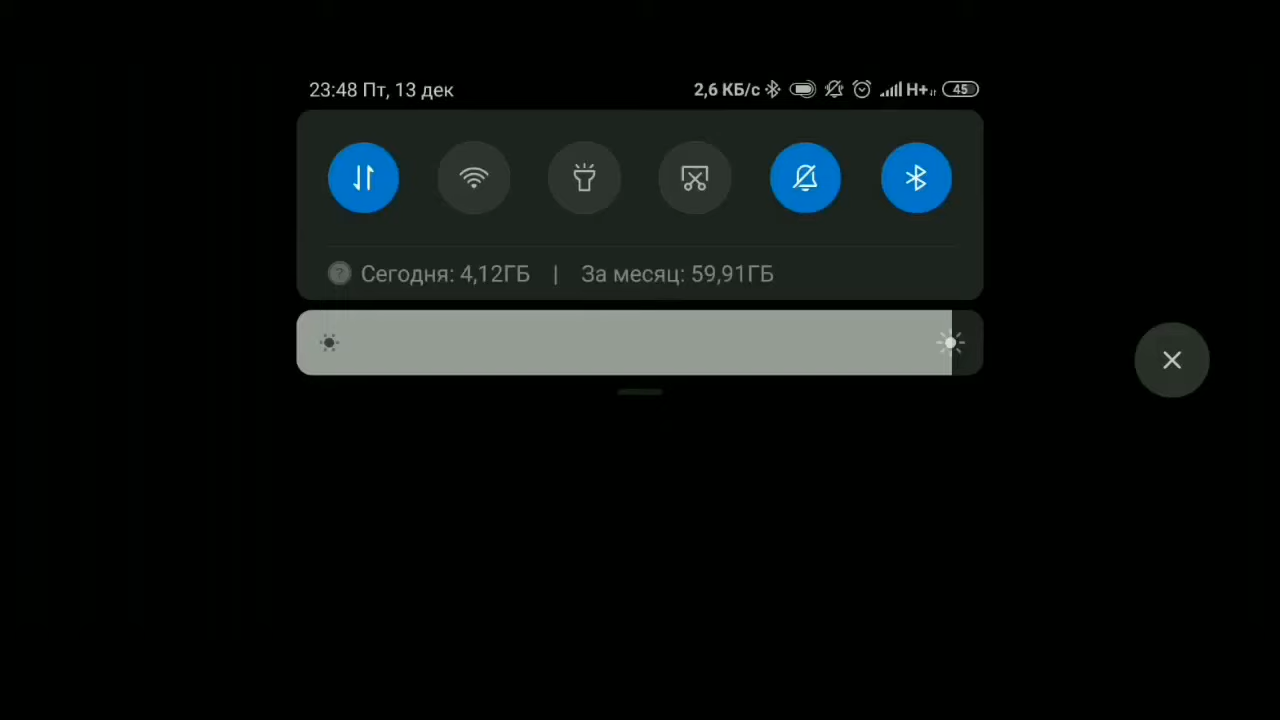 23:48 Пт, 13 дек 2,6 КБ/с H+ 45
Сегодня: 4,12ГБ | За месяц: 59,91ГБ